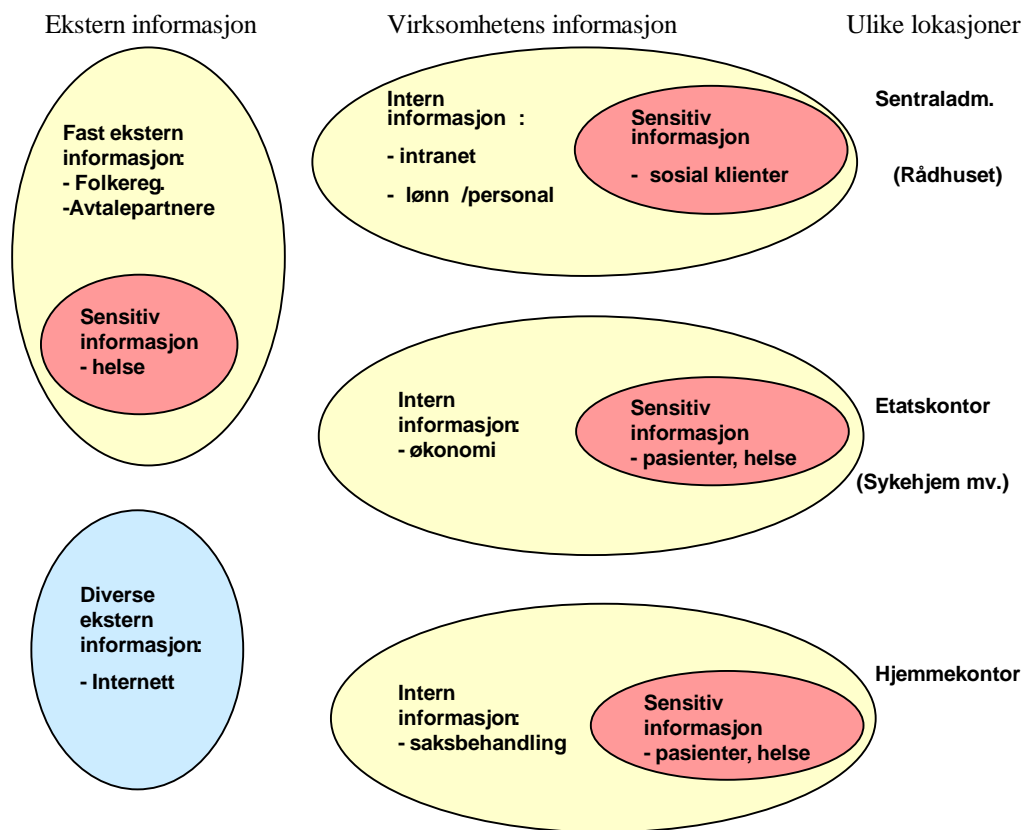 Ekstern informasjon
Virksomhetens informasjon
Ulike lokasjoner
Fast ekstern
informasjon:
- Folkereg.
-Avtalepartnere
Sensitiv
informasjon
- helse
Diverse
ekstern
informasjon:
- Internett
Intern
informasjon :
- intranet
- lønn /personal
Sensitiv
informasjon
- sosial klienter
Sentraladm.
(Rådhuset)
Intern
informasjon:
- økonomi
Sensitiv
informasjon
- pasienter, helse
Etatskontor
(Sykehjem mv.)
Intern
informasjon:
- saksbehandling
Sensitiv
informasjon
- pasienter, helse
Hjemmekontor